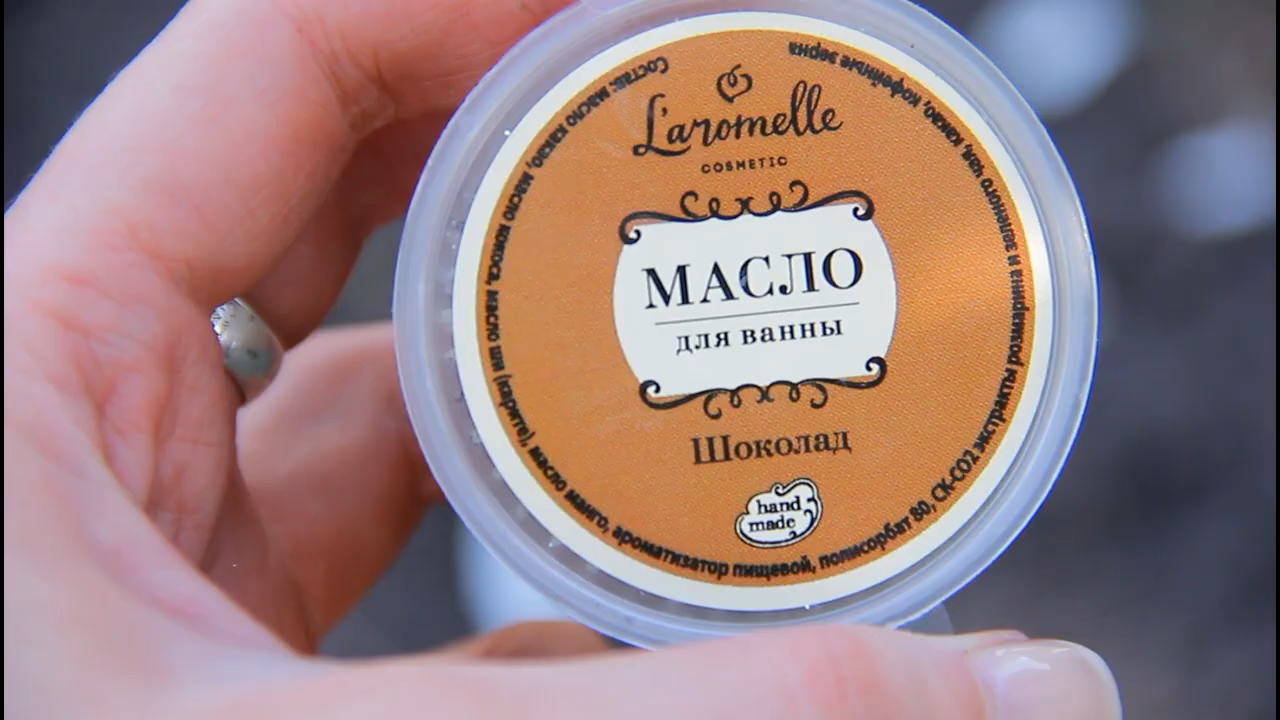 L'aromelle
COSMETIC
МАСЛО
для ванны
Шоколад
hand
made
Состав: масло какао, масло кокоса, масло ши (карите), масло манго, ароматизатор пищевой, полисорбат 80, СК-СО2 экстракты розмарина и зеленого чая, какао, кофейные зерна